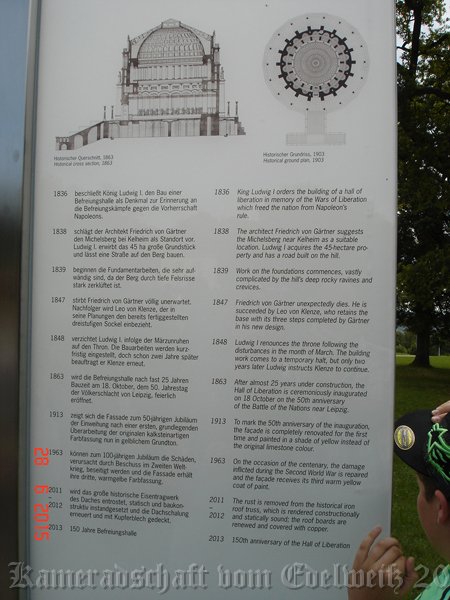 Historischer Querschnitt, 1863
Historical cross section, 1863
Historischer Grundriss, 1903
Historical ground plan, 1903
1836 beschließt König Ludwig I. den Bau einer
Befreiungshalle als Denkmal zur Erinnerung an
die Befreiungskämpfe gegen die Vorherrschaft
Napoleons.
1838 schlägt der Architekt Friedrich von Gärtner
den Michelsberg bei Kelheim als Standort vor.
Ludwig I. erwirbt das 45 ha große Grundstück
und lässt eine Straße auf den Berg bauen.
1839 beginnen die Fundamentarbeiten, die sehr auf-
wändig sind, da der Berg durch tiefe Felsrisse
stark zerklüftet ist.
1847 stirbt Friedrich von Gärtner völlig unerwartet.
Nachfolger wird Leo von Klenze, der in
seine Planungen den bereits fertiggestellten
dreistufigen Sockel einbezieht.
1848 verzichtet Ludwig I. infolge der Märzunruhen
auf den Thron. Die Bauarbeiten werden kurz-
fristig eingestellt, doch schon zwei Jahre später
beauftragt er Klenze erneut.
1863 wird die Befreiungshalle nach fast 25 Jahren
Bauzeit am 18. Oktober, dem 50. Jahrestag
der Völkerschlacht von Leipzig, feierlich
eröffnet.
1913 zeigt sich die Fassade zum 50-jährigen Jubiläum
der Einweihung nach einer ersten, grundlegenden
Überarbeitung der originalen kalksteinartigen
Farbfassung nun in gelblichem Grundton.
1963 können zum 100-jährigen Jubiläum die Schäden,
verursacht durch Beschuss im Zweiten Welt-
krieg, beseitigt werden und die Fassade erhält
ihre dritte, warmgelbe Farbfassung.
2011 wird das große historische Eisentragwerk
– des Daches entrostet, statisch und baukon-
2012 struktiv instandgesetzt und die Dachschalung
erneuert und mit Kupferblech gedeckt.
2013 150 Jahre Befreiungshalle
1836 King Ludwig I orders the building of a hall of
liberation in memory of the Wars of Liberation
which freed the nation from Napoleon's
rule.
1838 The architect Friedrich von Gärtner suggests
the Michelsberg near Kelheim as a suitable
location. Ludwig I acquires the 45-hectare pro-
perty and has a road built on the hill.
1839 Work on the foundations commences, vastly
complicated by the hill's deep rocky ravines and
crevices.
1847 Friedrich von Gärtner unexpectedly dies. He is
succeeded by Leo von Klenze, who retains the
base with its three steps completed by Gärtner
in his new design.
1848 Ludwig I renounces the throne following the
disturbances in the month of March. The building
work comes to a temporary halt, but only two
years later Ludwig instructs Klenze to continue.
1863 After almost 25 years under construction, the
Hall of Liberation is ceremoniously inaugurated
on 18 October on the 50th anniversary
of the Battle of the Nations near Leipzig.
1913 To mark the 50th anniversary of the inauguration,
the façade is completely renovated for the first
time and painted in a shade of yellow instead of
the original limestone colour.
1963 On the occasion of the centenary, the damage
inflicted during the Second World War is repaired
and the façade receives its third warm yellow
coat of paint.
2011 The rust is removed from the historical iron
– roof truss, which is rendered constructionally
2012 and statically sound; the roof boards are
renewed and covered with copper.
2013 150th anniversary of the Hall of Liberation
28 6 2015
© Kameradschaft vom Edelweiß 20